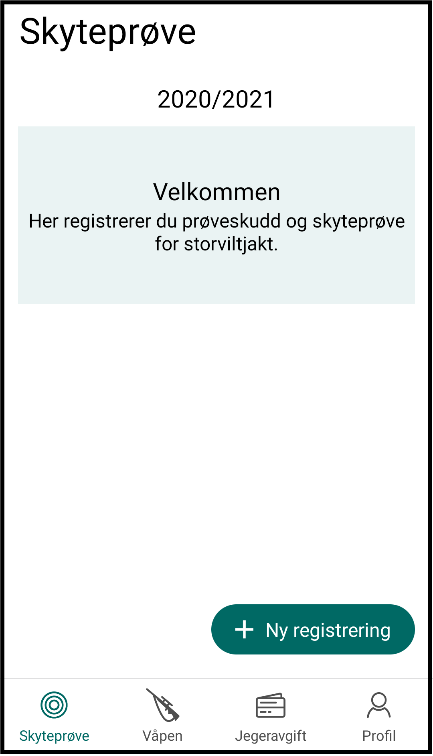 Skyteprøve
2020/2021
Velkommen
Her registrerer du prøveskudd og skyteprøve
for storviltjakt.
+ Ny registrering
Skyteprøve
Våpen
Jegeravgift
Profil